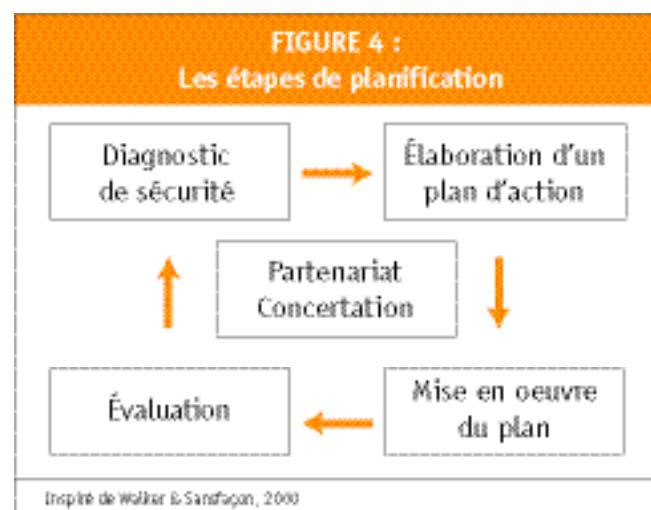 FIGURE 4 :
Les étapes de planification
Diagnostic
de sécurité
Élaboration d'un
plan d'action
Partenariat
Concertation
Évaluation
Mise en oeuvre
du plan
Inspiré de Walker & Sansfaçon, 2000